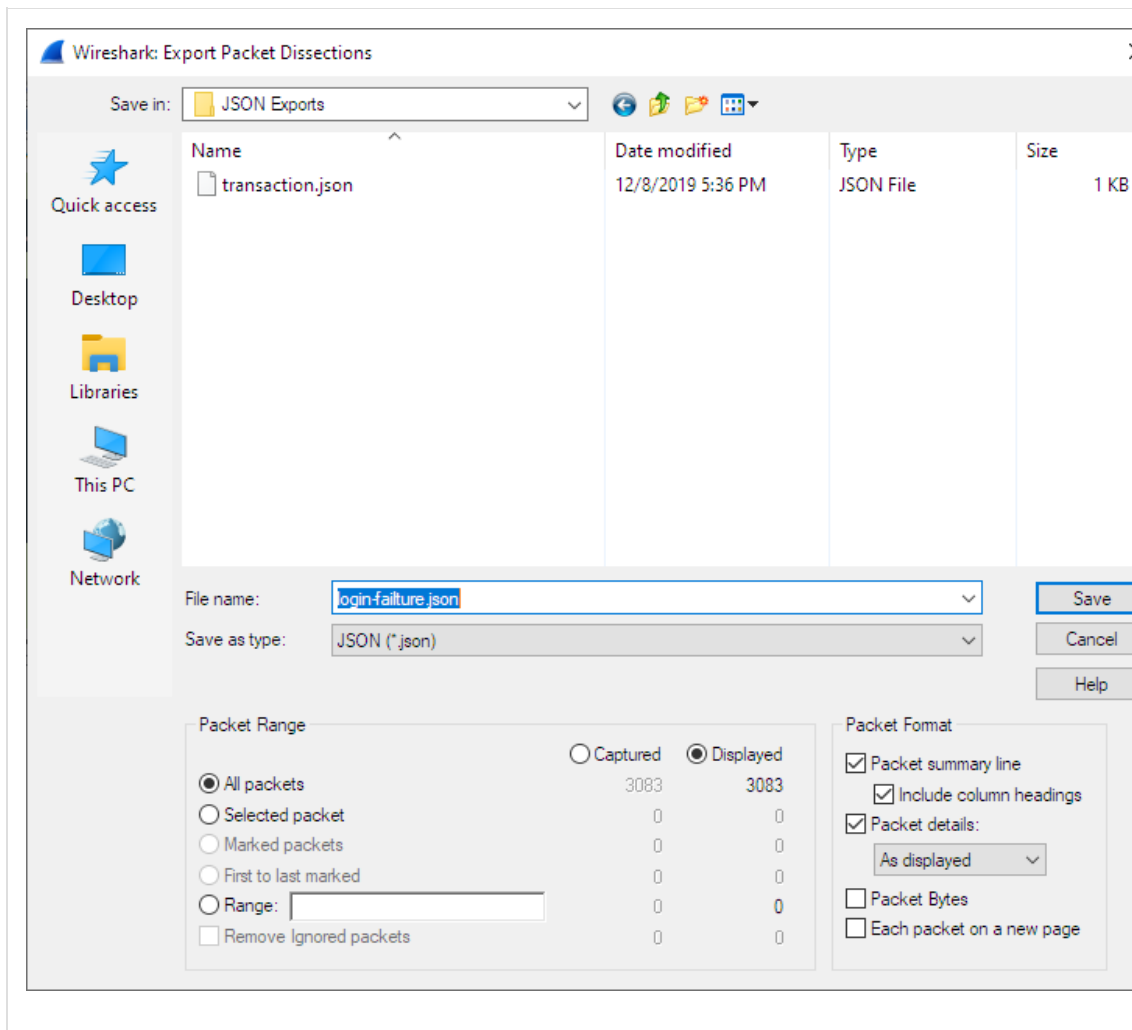 Wireshark: Export Packet Dissections
Save in: JSON Exports
Name Date modified Type Size
transaction.json 12/8/2019 5:36 PM JSON File 1 KB
Quick access
Desktop
Libraries
This PC
Network
File name: login-failture.json Save
Save as type: JSON (*.json) Cancel
Help
Packet Range
Captured Displayed
All packets 3083 3083
Selected packet 0 0
Marked packets 0 0
First to last marked 0 0
Range: 0 0
Remove Ignored packets 0 0
Packet Format
Packet summary line
Include column headings
Packet details:
As displayed
Packet Bytes
Each packet on a new page